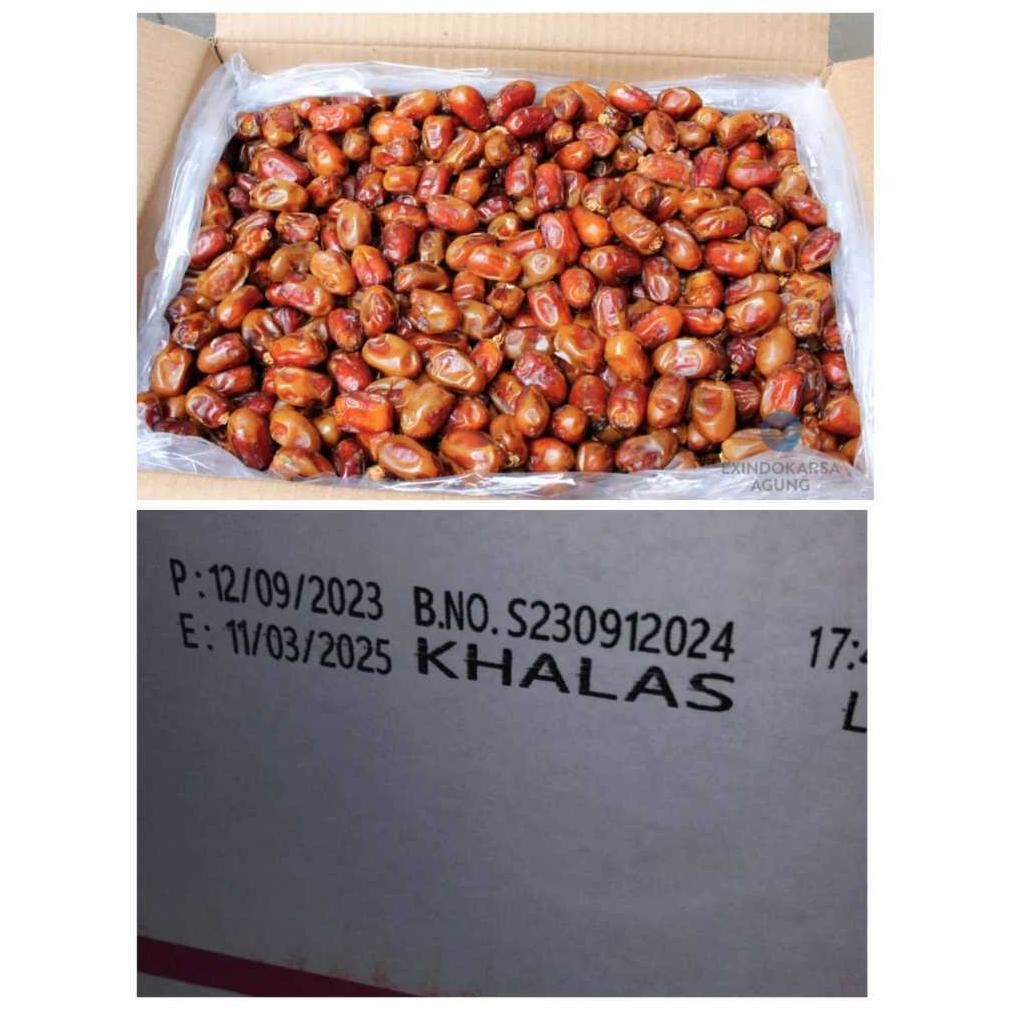 EXINDOKARSA
AGUNG
P: 12/09/2023 B.NO. S230912024
E: 11/03/2025 KHALAS